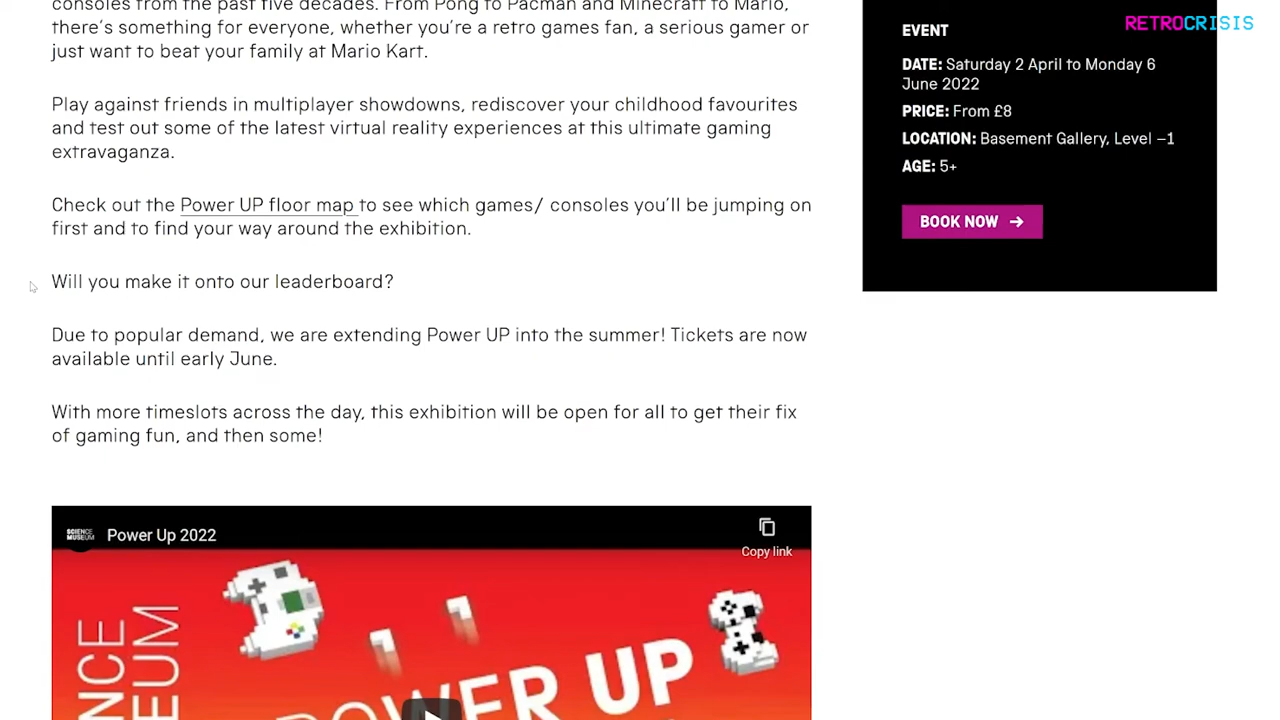 consoles from the past five decades. From Pong to Pacman and Minecraft to Mario,
there's something for everyone, whether you're a retro games fan, a serious gamer or
just want to beat your family at Mario Kart.
Play against friends in multiplayer showdowns, rediscover your childhood favourites
and test out some of the latest virtual reality experiences at this ultimate gaming
extravaganza.
Check out the Power UP floor map to see which games/ consoles you'll be jumping on
first and to find your way around the exhibition.
Will you make it onto our leaderboard?
Due to popular demand, we are extending Power UP into the summer! Tickets are now
available until early June.
With more timeslots across the day, this exhibition will be open for all to get their fix
of gaming fun, and then some!
SCIENCE
MUSEUM
Power Up 2022
Copy link
POWER UP
RETROCRISIS
EVENT
DATE: Saturday 2 April to Monday 6
June 2022
PRICE: From £8
LOCATION: Basement Gallery, Level –1
AGE: 5+
BOOK NOW →